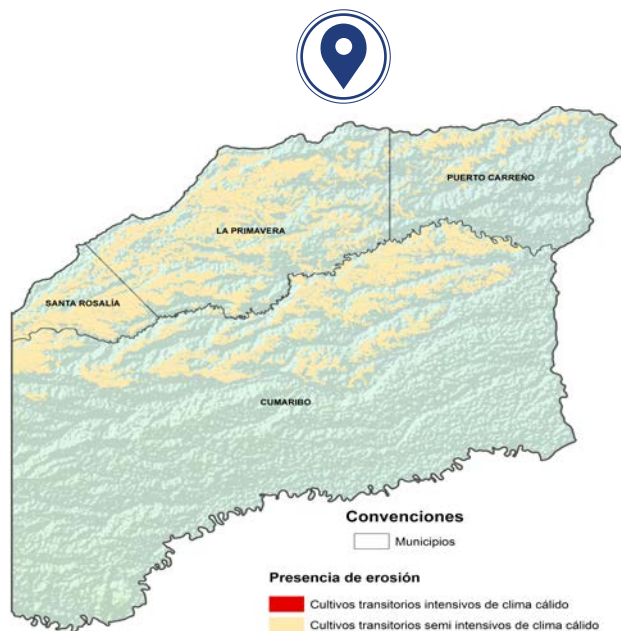 PUERTO CARREÑO
LA PRIMAVERA
SANTA ROSALÍA
CUMARIBO
Convenciones
Municipios
Presencia de erosión
Cultivos transitorios intensivos de clima cálido
Cultivos transitorios semi intensivos de clima cálido